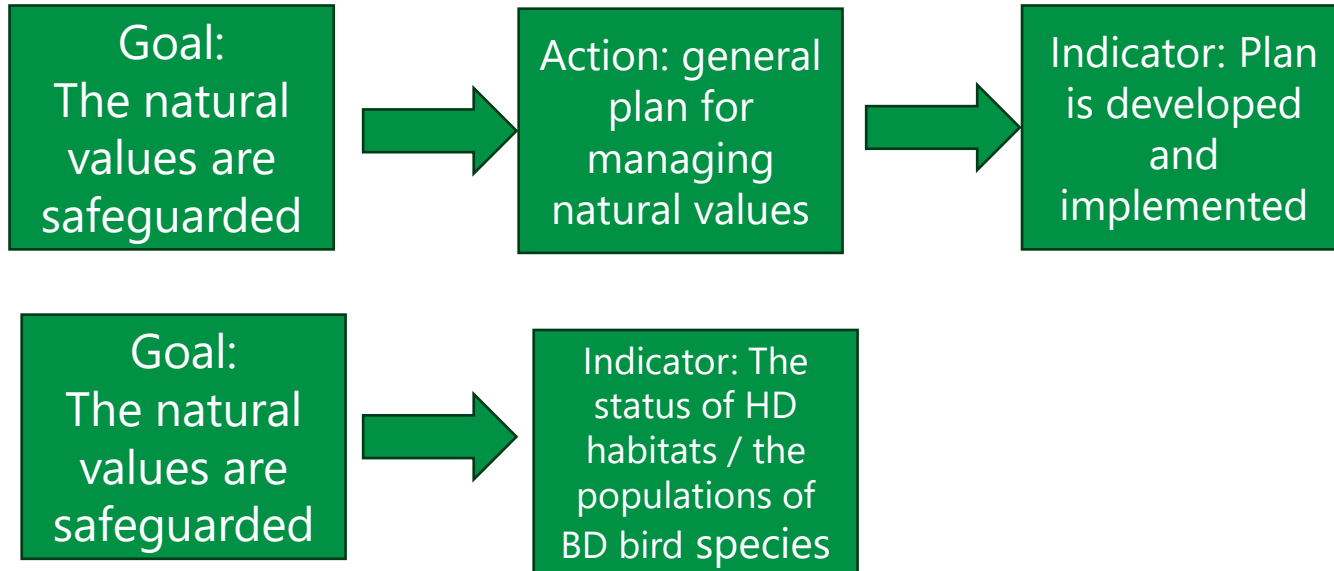 Goal:
The natural
values are
safeguarded
Action: general
plan for
managing
natural values
Indicator: Plan
is developed
and
implemented
Goal:
The natural
values are
safeguarded
Indicator: The
status of HD
habitats / the
populations of
BD bird species